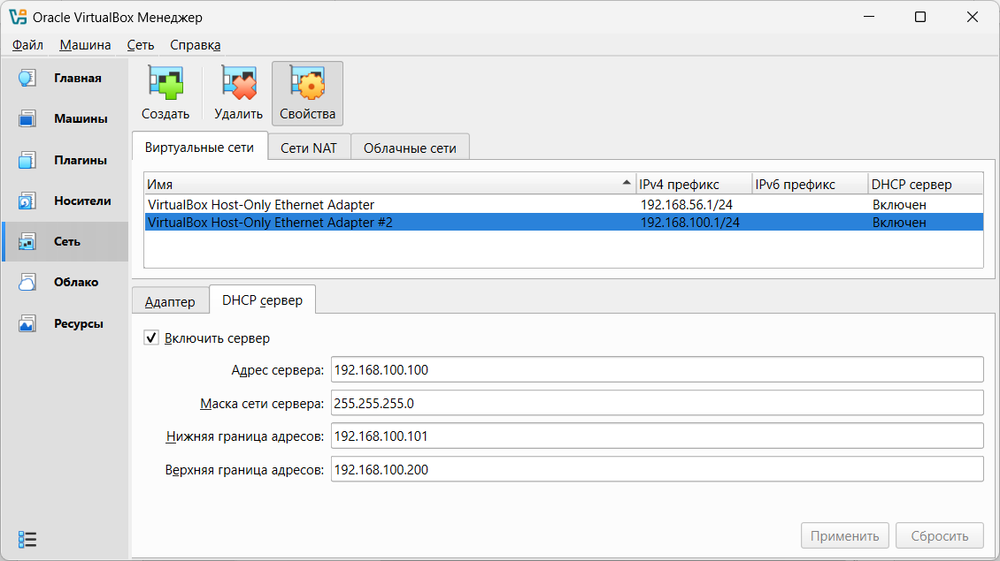 Oracle VirtualBox Менеджер
Файл Машина Сеть Справка
Главная
Машины
Плагины
Носители
Сеть
Облако
Ресурсы
Создать Удалить Свойства
Виртуальные сети Сети NAT Облачные сети
Имя IPv4 префикс IPv6 префикс DHCP сервер
VirtualBox Host-Only Ethernet Adapter 192.168.56.1/24 Включен
VirtualBox Host-Only Ethernet Adapter #2 192.168.100.1/24 Включен
Адаптер DHCP сервер
Включить сервер
Адрес сервера: 192.168.100.100
Маска сети сервера: 255.255.255.0
Нижняя граница адресов: 192.168.100.101
Верхняя граница адресов: 192.168.100.200
Применить Сбросить